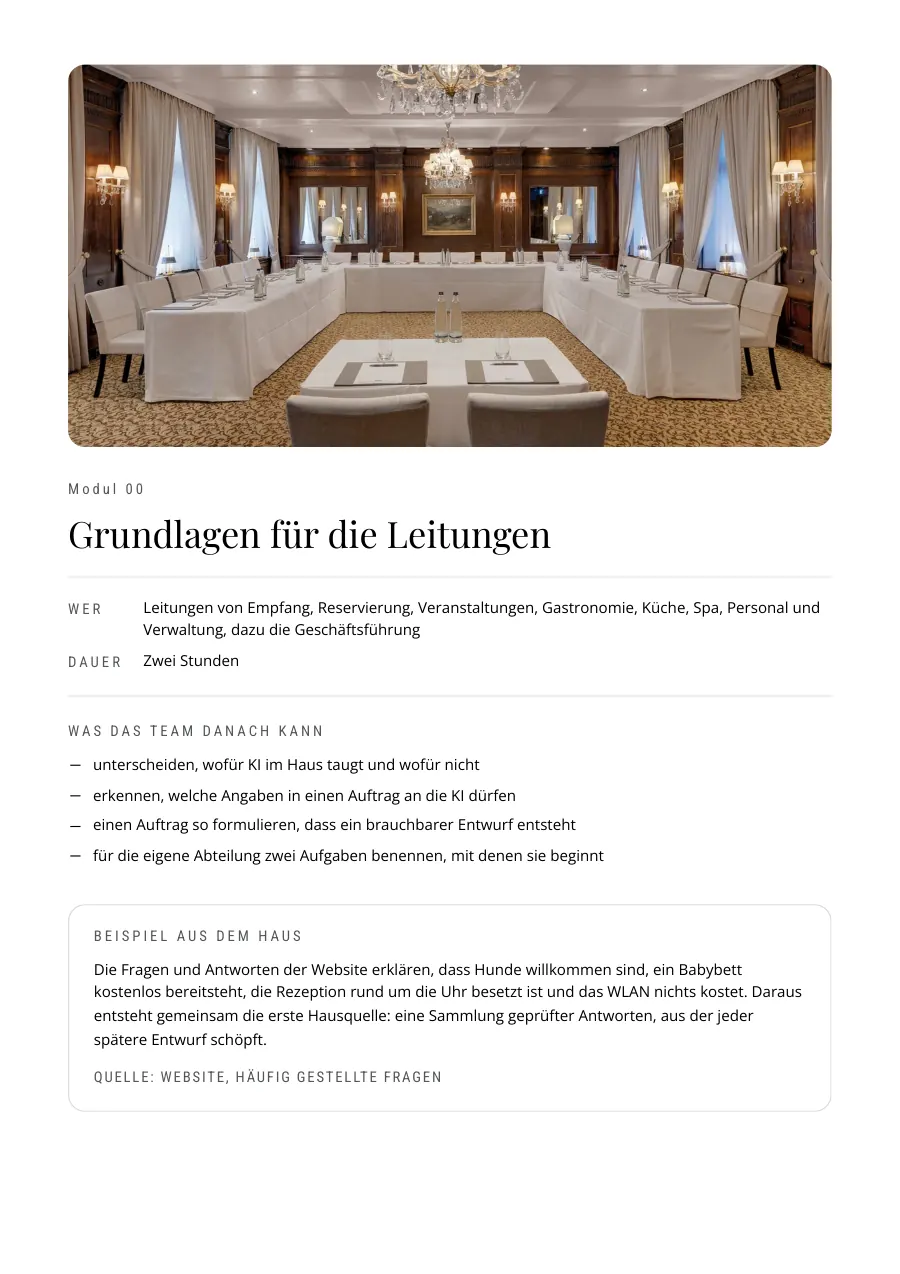 Modul 00
Grundlagen für die Leitungen
WER
Leitungen von Empfang, Reservierung, Veranstaltungen, Gastronomie, Küche, Spa, Personal und
Verwaltung, dazu die Geschäftsführung
DAUER
Zwei Stunden
WAS DAS TEAM DANACH KANN
— unterscheiden, wofür KI im Haus taugt und wofür nicht
— erkennen, welche Angaben in einen Auftrag an die KI dürfen
— einen Auftrag so formulieren, dass ein brauchbarer Entwurf entsteht
— für die eigene Abteilung zwei Aufgaben benennen, mit denen sie beginnt
BEISPIEL AUS DEM HAUS
Die Fragen und Antworten der Website erklären, dass Hunde willkommen sind, ein Babybett
kostenlos bereitsteht, die Rezeption rund um die Uhr besetzt ist und das WLAN nichts kostet. Daraus
entsteht gemeinsam die erste Hausquelle: eine Sammlung geprüfter Antworten, aus der jeder
spätere Entwurf schöpft.
QUELLE: WEBSITE, HÄUFIG GESTELLTE FRAGEN